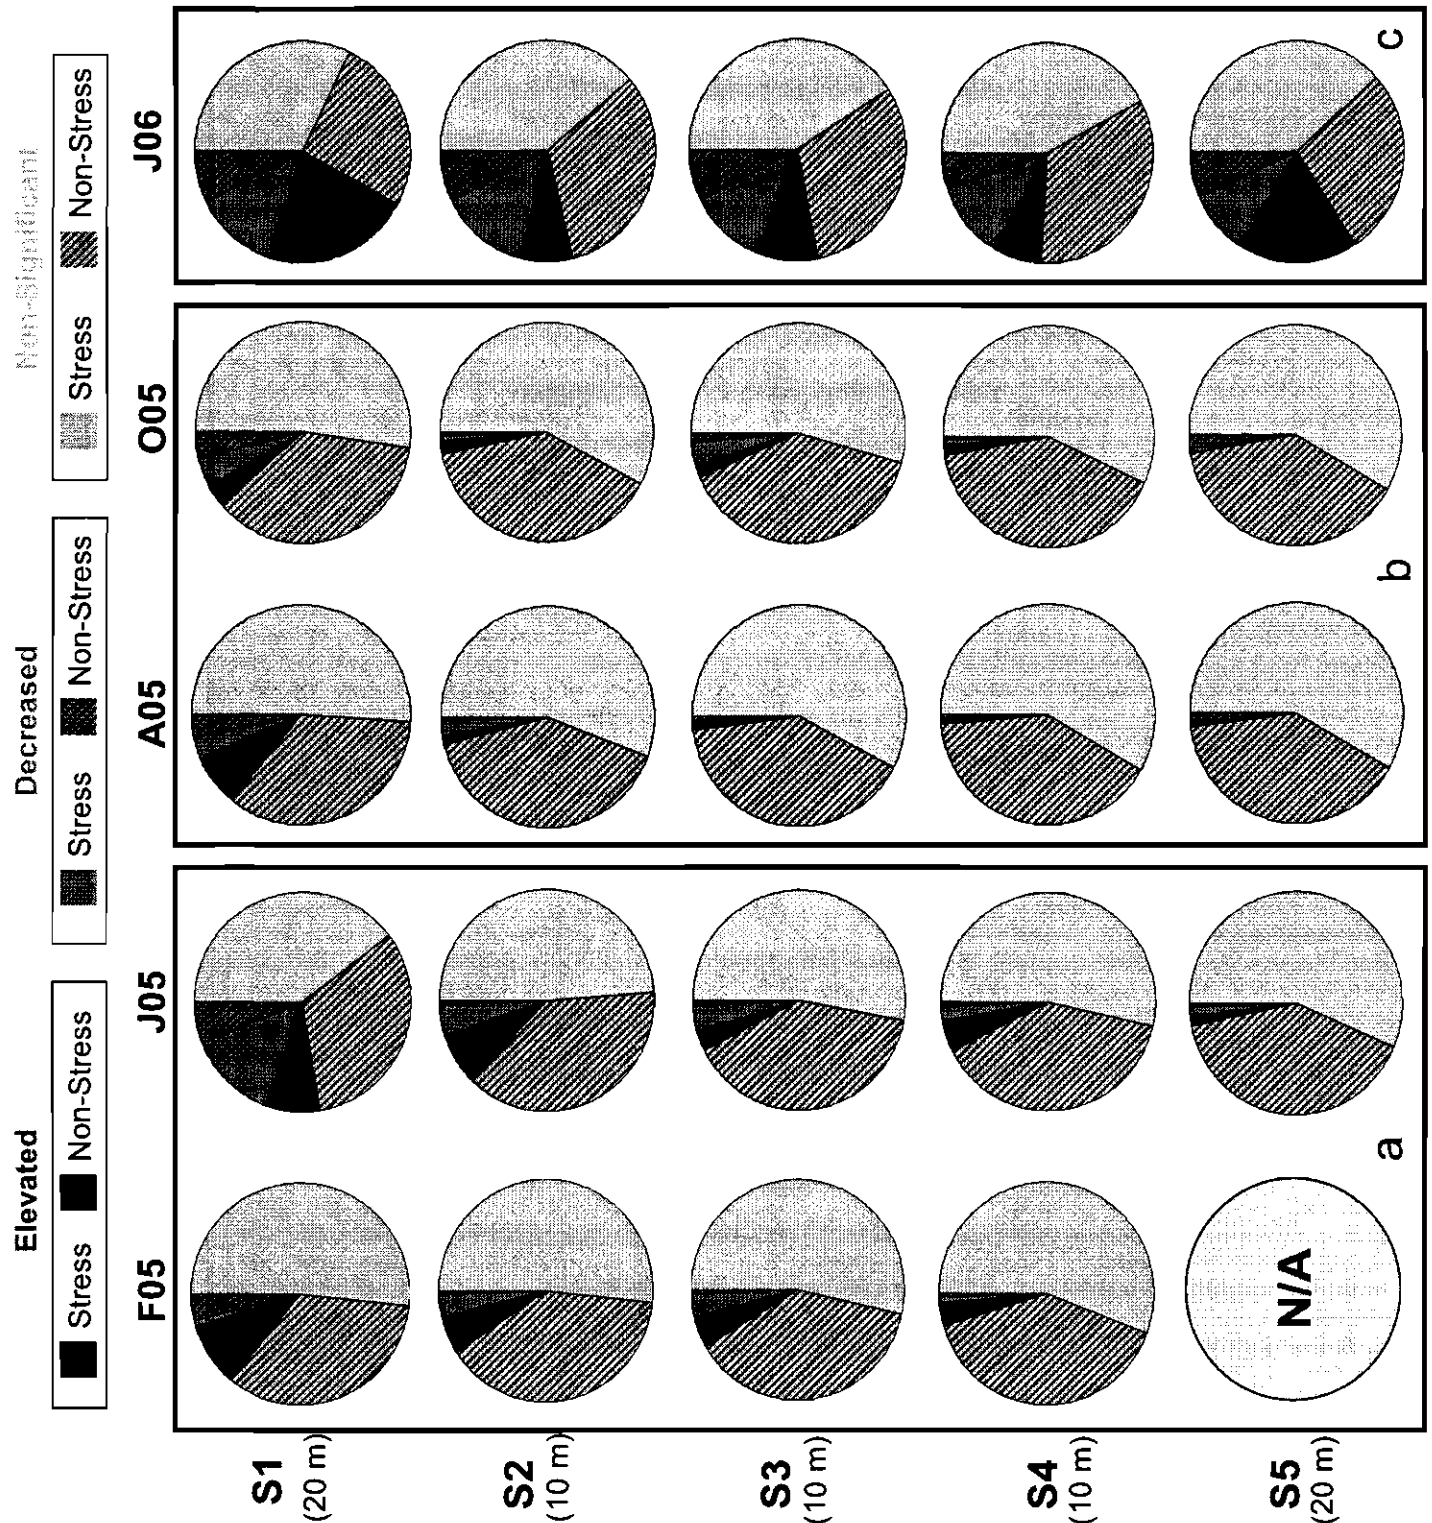 Elevated
Stress Non-Stress
Decreased
Stress Non-Stress
Non-Significant
Stress Non-Stress
F05 J05 A05 O05 J06
S1
(20 m)
S2
(10 m)
S3
(10 m)
S4
(10 m)
S5
(20 m)
N/A
a
b
c